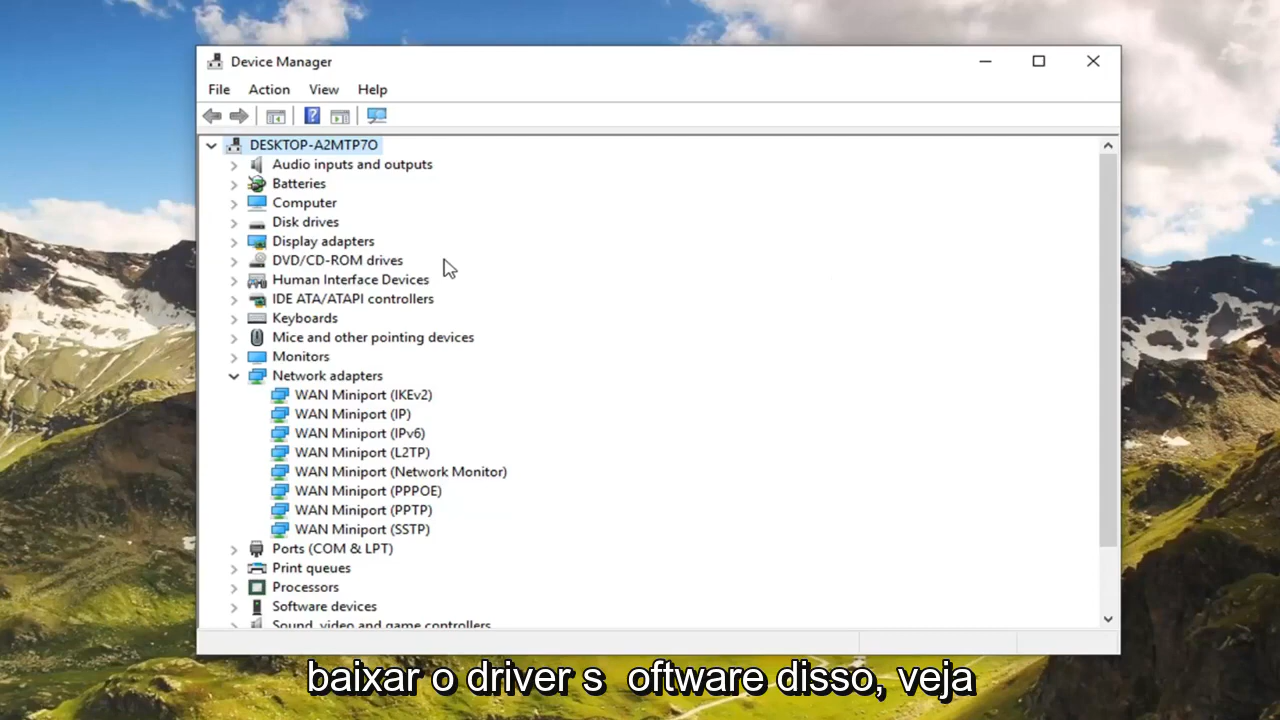 Device Manager
File Action View Help
DESKTOP-A2MTP7O
Audio inputs and outputs
Batteries
Computer
Disk drives
Display adapters
DVD/CD-ROM drives
Human Interface Devices
IDE ATA/ATAPI controllers
Keyboards
Mice and other pointing devices
Monitors
Network adapters
WAN Miniport (IKEv2)
WAN Miniport (IP)
WAN Miniport (IPv6)
WAN Miniport (L2TP)
WAN Miniport (Network Monitor)
WAN Miniport (PPPOE)
WAN Miniport (PPTP)
WAN Miniport (SSTP)
Ports (COM & LPT)
Print queues
Processors
Software devices
Sound, video and game controllers
baixar o driver s oftware disso, veja